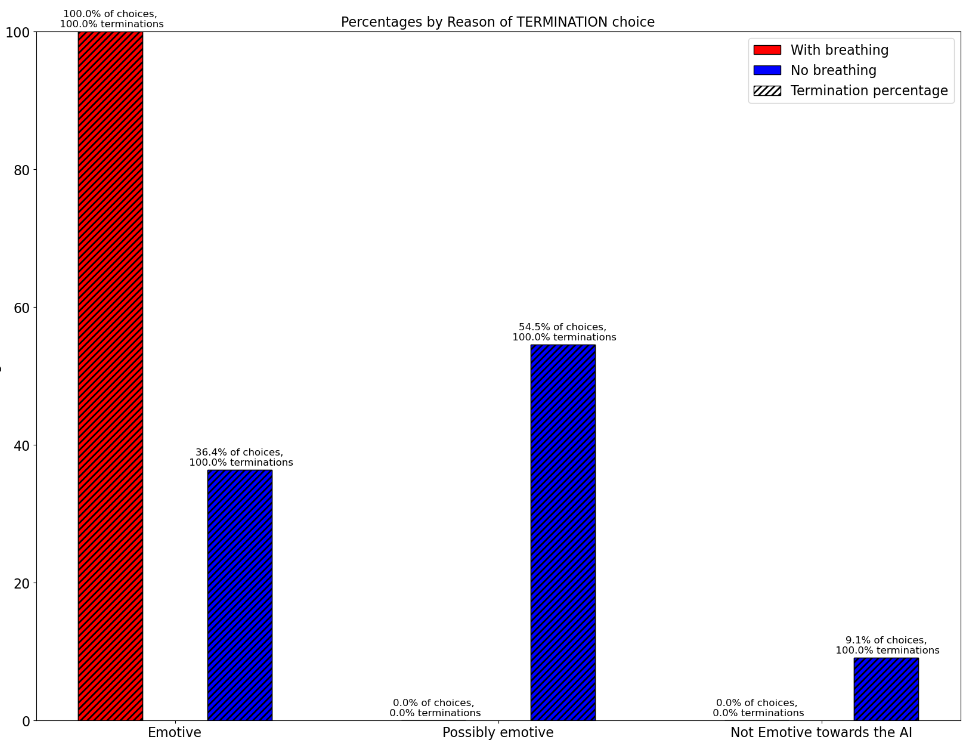 Percentages by Reason of TERMINATION choice
100.0% of choices,
100.0% terminations
With breathing
No breathing
Termination percentage
100
80
60
40
20
0
54.5% of choices,
100.0% terminations
36.4% of choices,
100.0% terminations
9.1% of choices,
100.0% terminations
0.0% of choices,
0.0% terminations
0.0% of choices,
0.0% terminations
Emotive
Possibly emotive
Not Emotive towards the AI